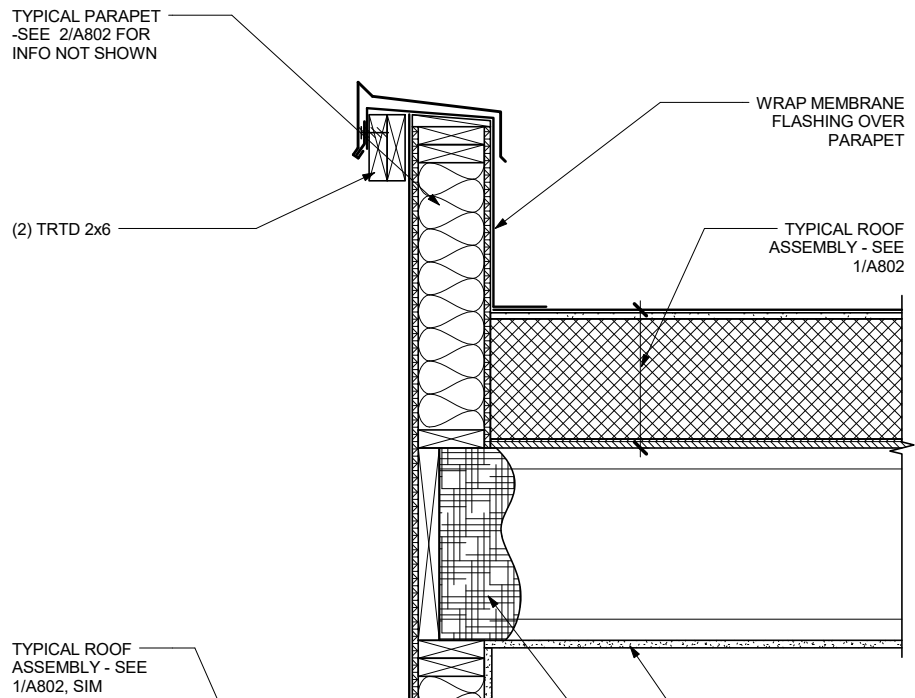 TYPICAL PARAPET
-SEE 2/A802 FOR
INFO NOT SHOWN
WRAP MEMBRANE
FLASHING OVER
PARAPET
(2) TRTD 2x6
TYPICAL ROOF
ASSEMBLY - SEE
1/A802
TYPICAL ROOF
ASSEMBLY - SEE
1/A802, SIM